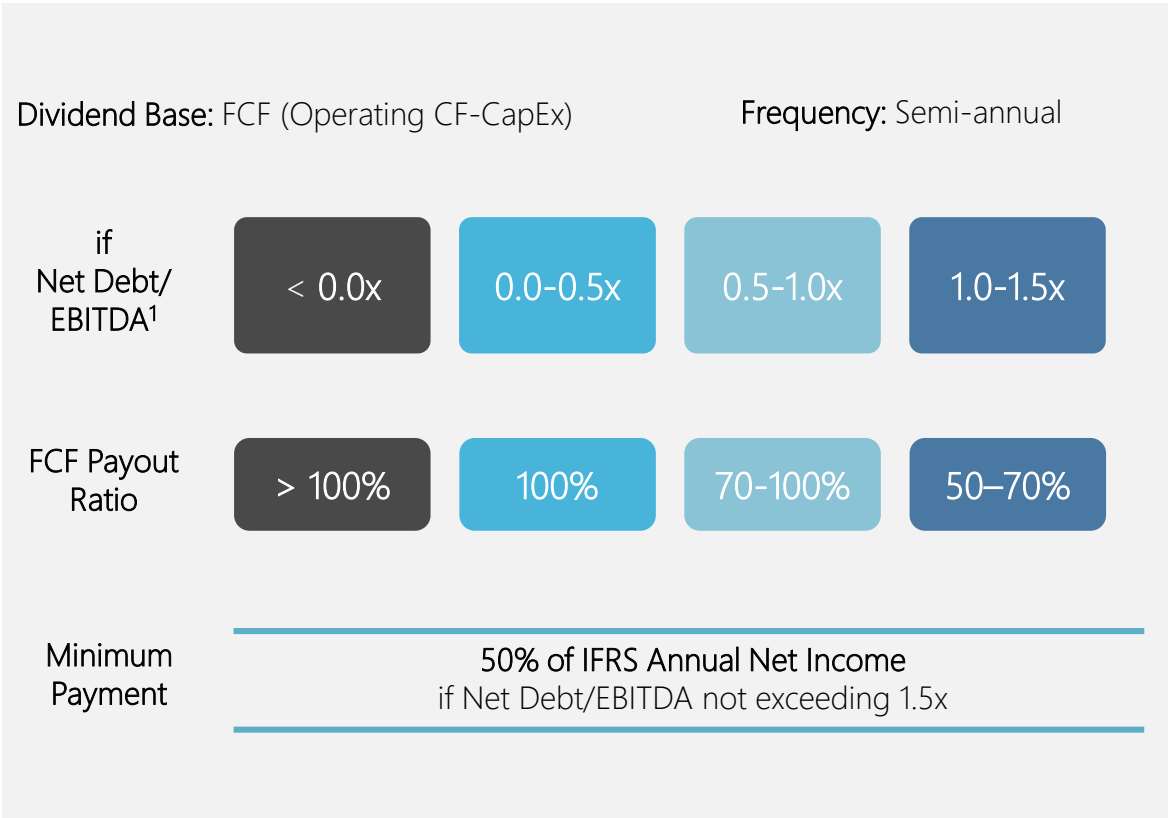 Dividend Base: FCF (Operating CF-CapEx)
Frequency: Semi-annual
if
Net Debt/
EBITDA¹
< 0.0x
0.0-0.5x
0.5-1.0x
1.0-1.5x
FCF Payout
Ratio
> 100%
100%
70-100%
50–70%
Minimum
Payment
50% of IFRS Annual Net Income
if Net Debt/EBITDA not exceeding 1.5x